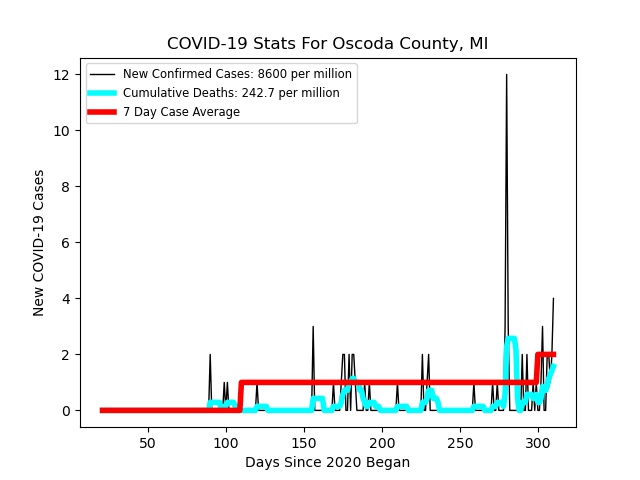 COVID-19 Stats For Oscoda County, MI
New Confirmed Cases: 8600 per million
Cumulative Deaths: 242.7 per million
7 Day Case Average
New COVID-19 Cases
12
10
8
6
4
2
0
50 100 150 200 250 300
Days Since 2020 Began